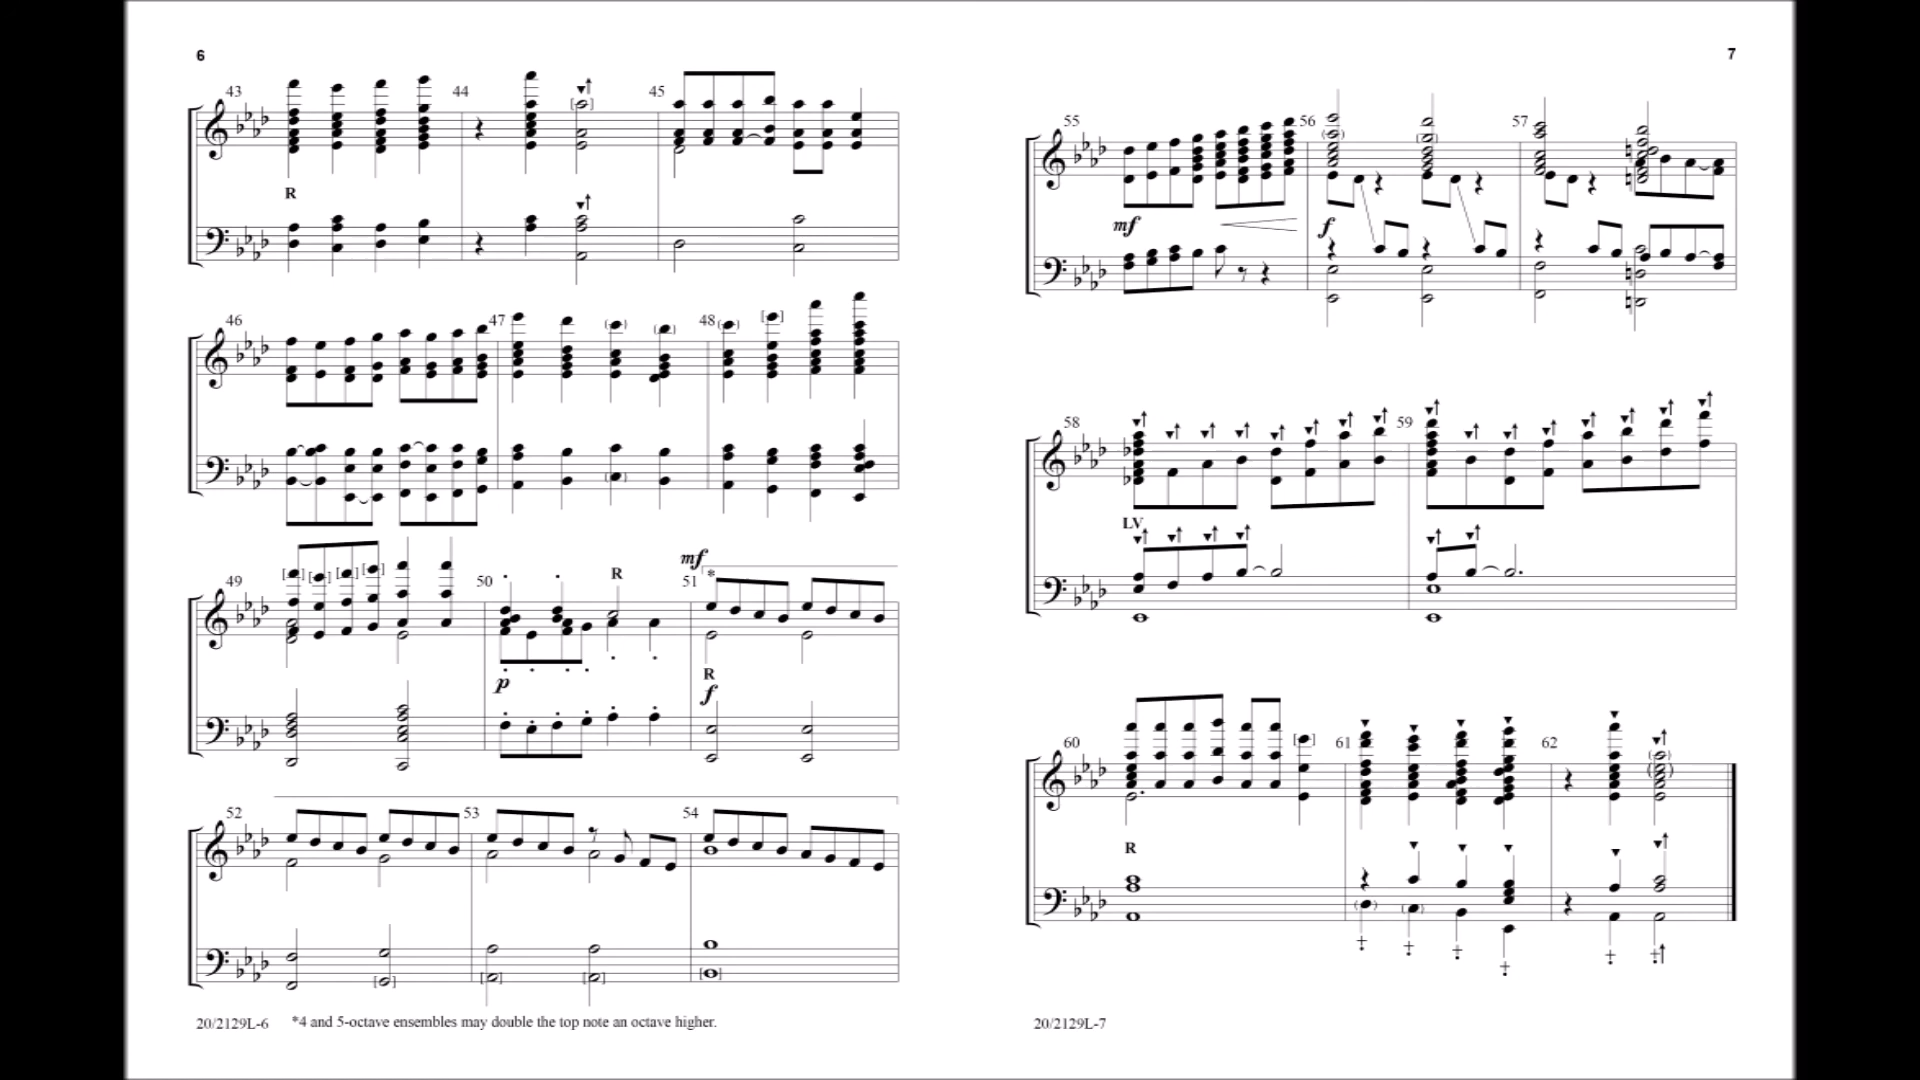 6
43 44 45
R
46 47 48
49 50 51
R
mf
*
p
R
f
52 53 54
20/2129L-6 *4 and 5-octave ensembles may double the top note an octave higher.
7
55 56 57
mf f
58 59
LV
60 61 62
R
20/2129L-7